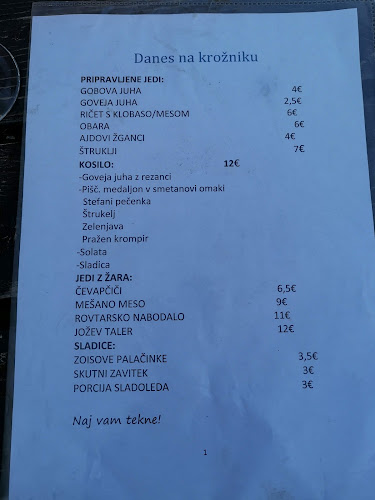 Danes na krožniku
PRIPRAVLJENE JEDI:
GOBOVA JUHA 4€
GOVEJA JUHA 2,5€
RIČET S KLOBASO/MESOM 6€
OBARA 6€
AJDOVI ŽGANCI 4€
ŠTRUKLJI 7€
KOSILO: 12€
-Goveja juha z rezanci
-Pišč. medaljon v smetanovi omaki
Stefani pečenka
Štrukelj
Zelenjava
Pražen krompir
-Solata
-Sladica
JEDI Z ŽARA:
ČEVAPČIČI 6,5€
MEŠANO MESO 9€
ROVTARSKO NABODALO 11€
JOŽEV TALER 12€
SLADICE:
ZOISOVE PALAČINKE 3,5€
SKUTNI ZAVITEK 3€
PORCIJA SLADOLEDA 3€
Naj vam tekne!
1